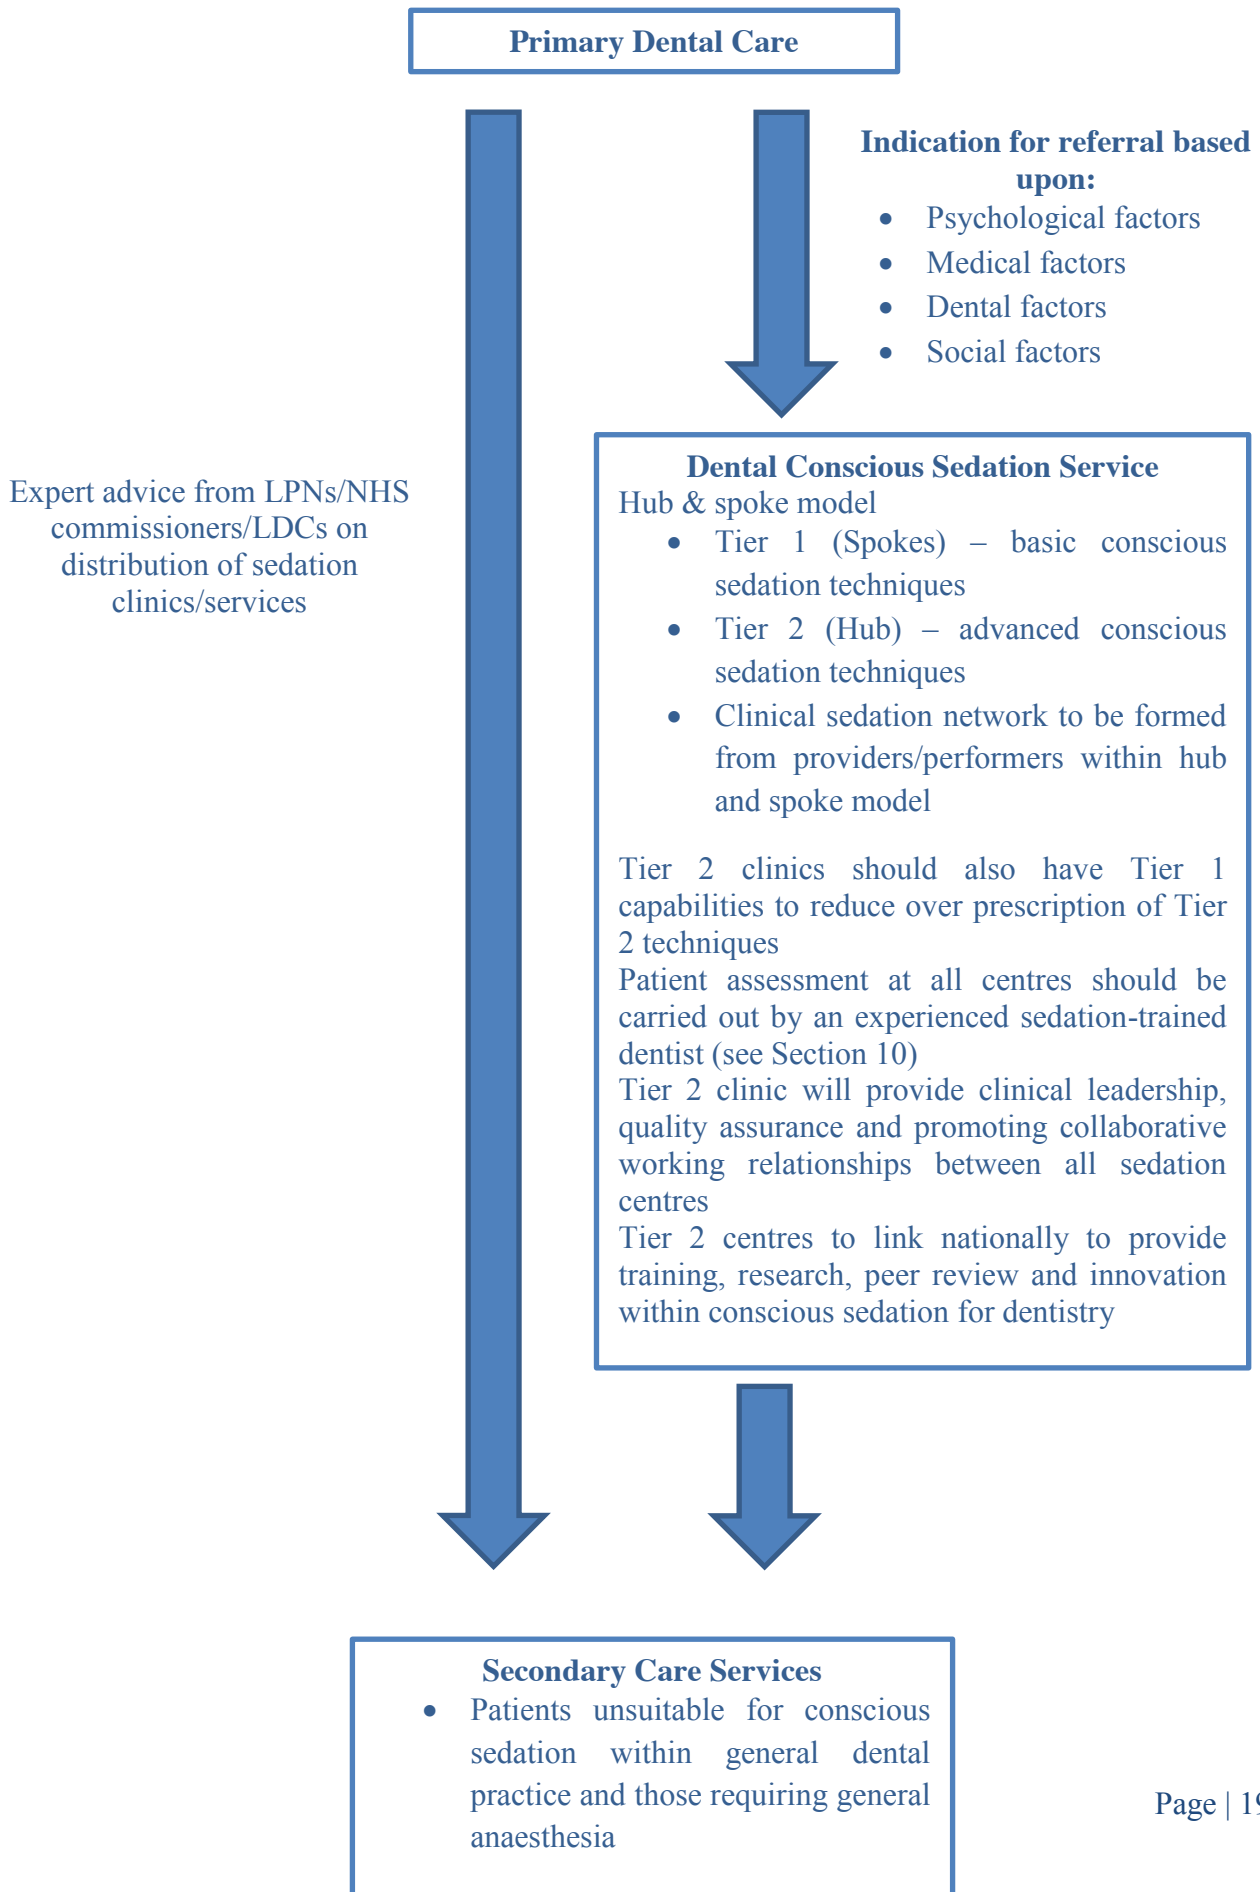 Primary Dental Care
Indication for referral based
upon:
• Psychological factors
• Medical factors
• Dental factors
• Social factors
Expert advice from LPNs/NHS
commissioners/LDCs on
distribution of sedation
clinics/services
Dental Conscious Sedation Service
Hub & spoke model
• Tier 1 (Spokes) – basic conscious
sedation techniques
• Tier 2 (Hub) – advanced conscious
sedation techniques
• Clinical sedation network to be formed
from providers/performers within hub
and spoke model
Tier 2 clinics should also have Tier 1
capabilities to reduce over prescription of Tier
2 techniques
Patient assessment at all centres should be
carried out by an experienced sedation-trained
dentist (see Section 10)
Tier 2 clinic will provide clinical leadership,
quality assurance and promoting collaborative
working relationships between all sedation
centres
Tier 2 centres to link nationally to provide
training, research, peer review and innovation
within conscious sedation for dentistry
Secondary Care Services
• Patients unsuitable for conscious
sedation within general dental
practice and those requiring general
anaesthesia
Page | 19